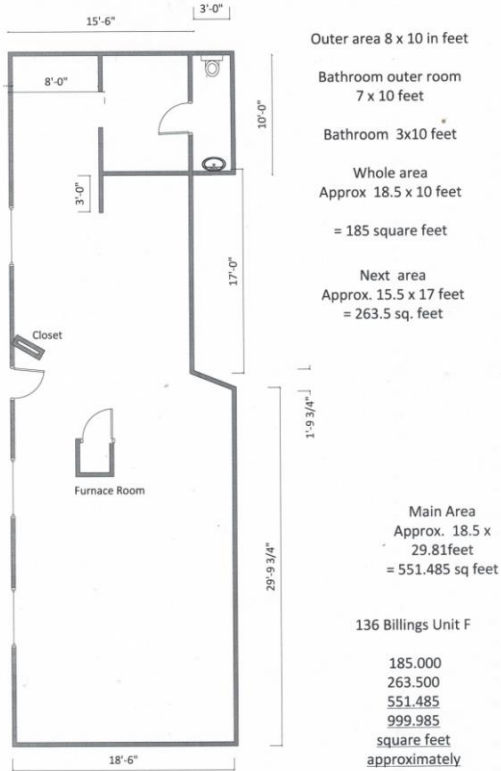 15'-6"
3'-0"
8'-0"
10'-0"
3'-0"
17'-0"
Closet
1'-9 3/4"
Furnace Room
29'-9 3/4"
18'-6"
Outer area 8 x 10 in feet
Bathroom outer room
7 x 10 feet
Bathroom 3x10 feet
Whole area
Approx 18.5 x 10 feet
= 185 square feet
Next area
Approx. 15.5 x 17 feet
= 263.5 sq. feet
Main Area
Approx. 18.5 x
29.81feet
= 551.485 sq feet
136 Billings Unit F
185.000
263.500
551.485
999.985
square feet
approximately